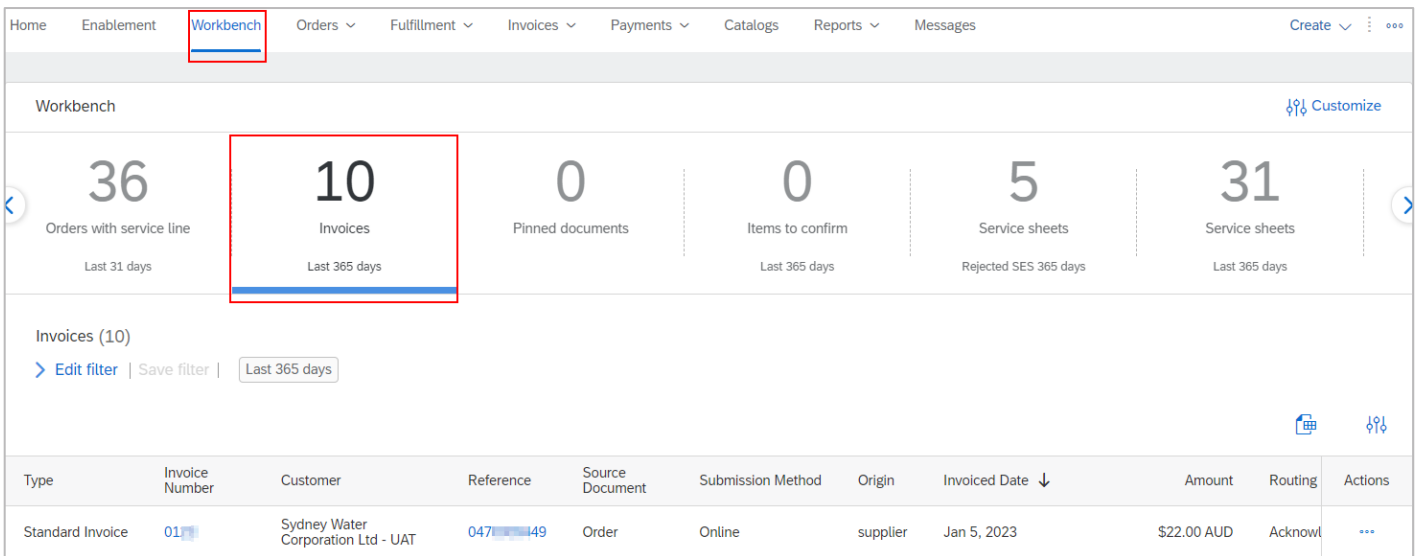 Home Enablement Workbench Orders Fulfillment Invoices Payments Catalogs Reports Messages Create
Workbench Customize
36 10 0 0 5 31
Orders with service line Invoices Pinned documents Items to confirm Service sheets Service sheets
Last 31 days Last 365 days Last 365 days Rejected SES 365 days Last 365 days
Invoices (10)
Edit filter | Save filter | Last 365 days
Type Invoice Number Customer Reference Source Document Submission Method Origin Invoiced Date Amount Routing Actions
Standard Invoice Sydney Water Corporation Ltd - UAT Order Online supplier Jan 5, 2023 $22.00 AUD Acknowl